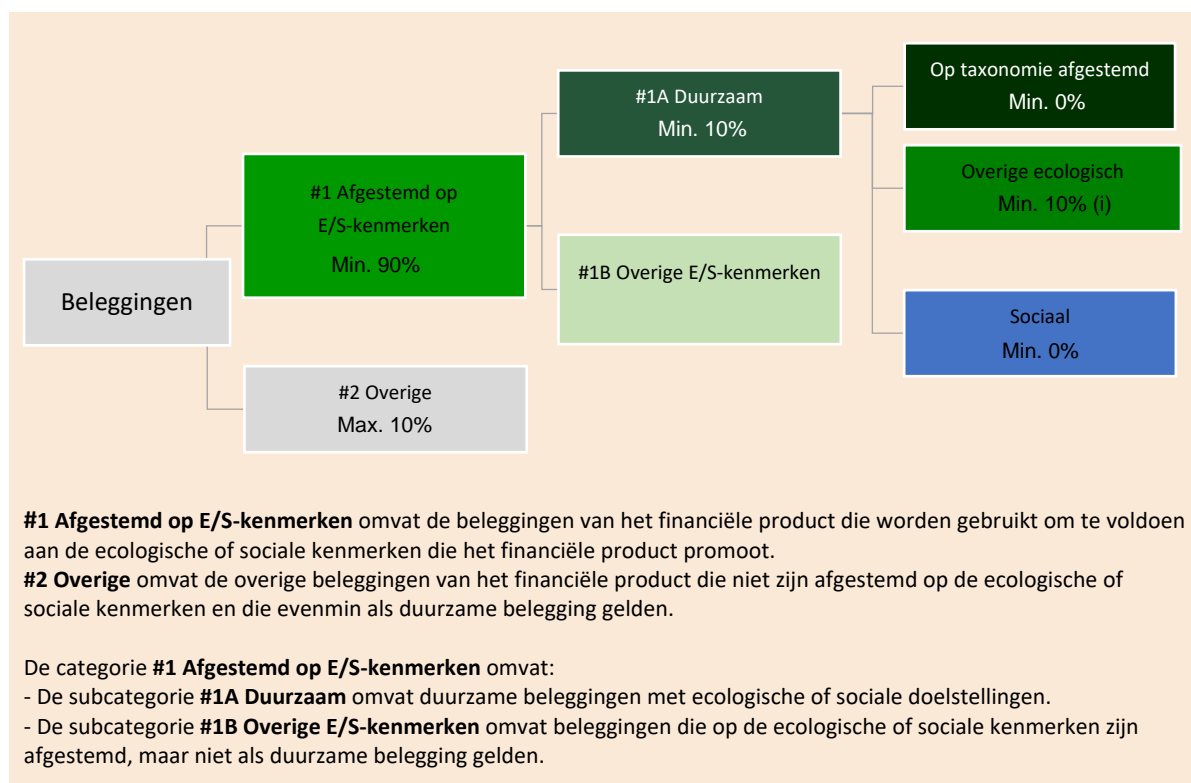 Op taxonomie afgestemd
Min. 0%
#1A Duurzaam
Min. 10%
#1 Afgestemd op
E/S-kenmerken
Min. 90%
Overige ecologisch
Min. 10% (i)
Beleggingen
#1B Overige E/S-kenmerken
Sociaal
Min. 0%
#2 Overige
Max. 10%
#1 Afgestemd op E/S-kenmerken omvat de beleggingen van het financiële product die worden gebruikt om te voldoen
aan de ecologische of sociale kenmerken die het financiële product promoot.
#2 Overige omvat de overige beleggingen van het financiële product die niet zijn afgestemd op de ecologische of
sociale kenmerken en die evenmin als duurzame belegging gelden.
De categorie #1 Afgestemd op E/S-kenmerken omvat:
- De subcategorie #1A Duurzaam omvat duurzame beleggingen met ecologische of sociale doelstellingen.
- De subcategorie #1B Overige E/S-kenmerken omvat beleggingen die op de ecologische of sociale kenmerken zijn
afgestemd, maar niet als duurzame belegging gelden.